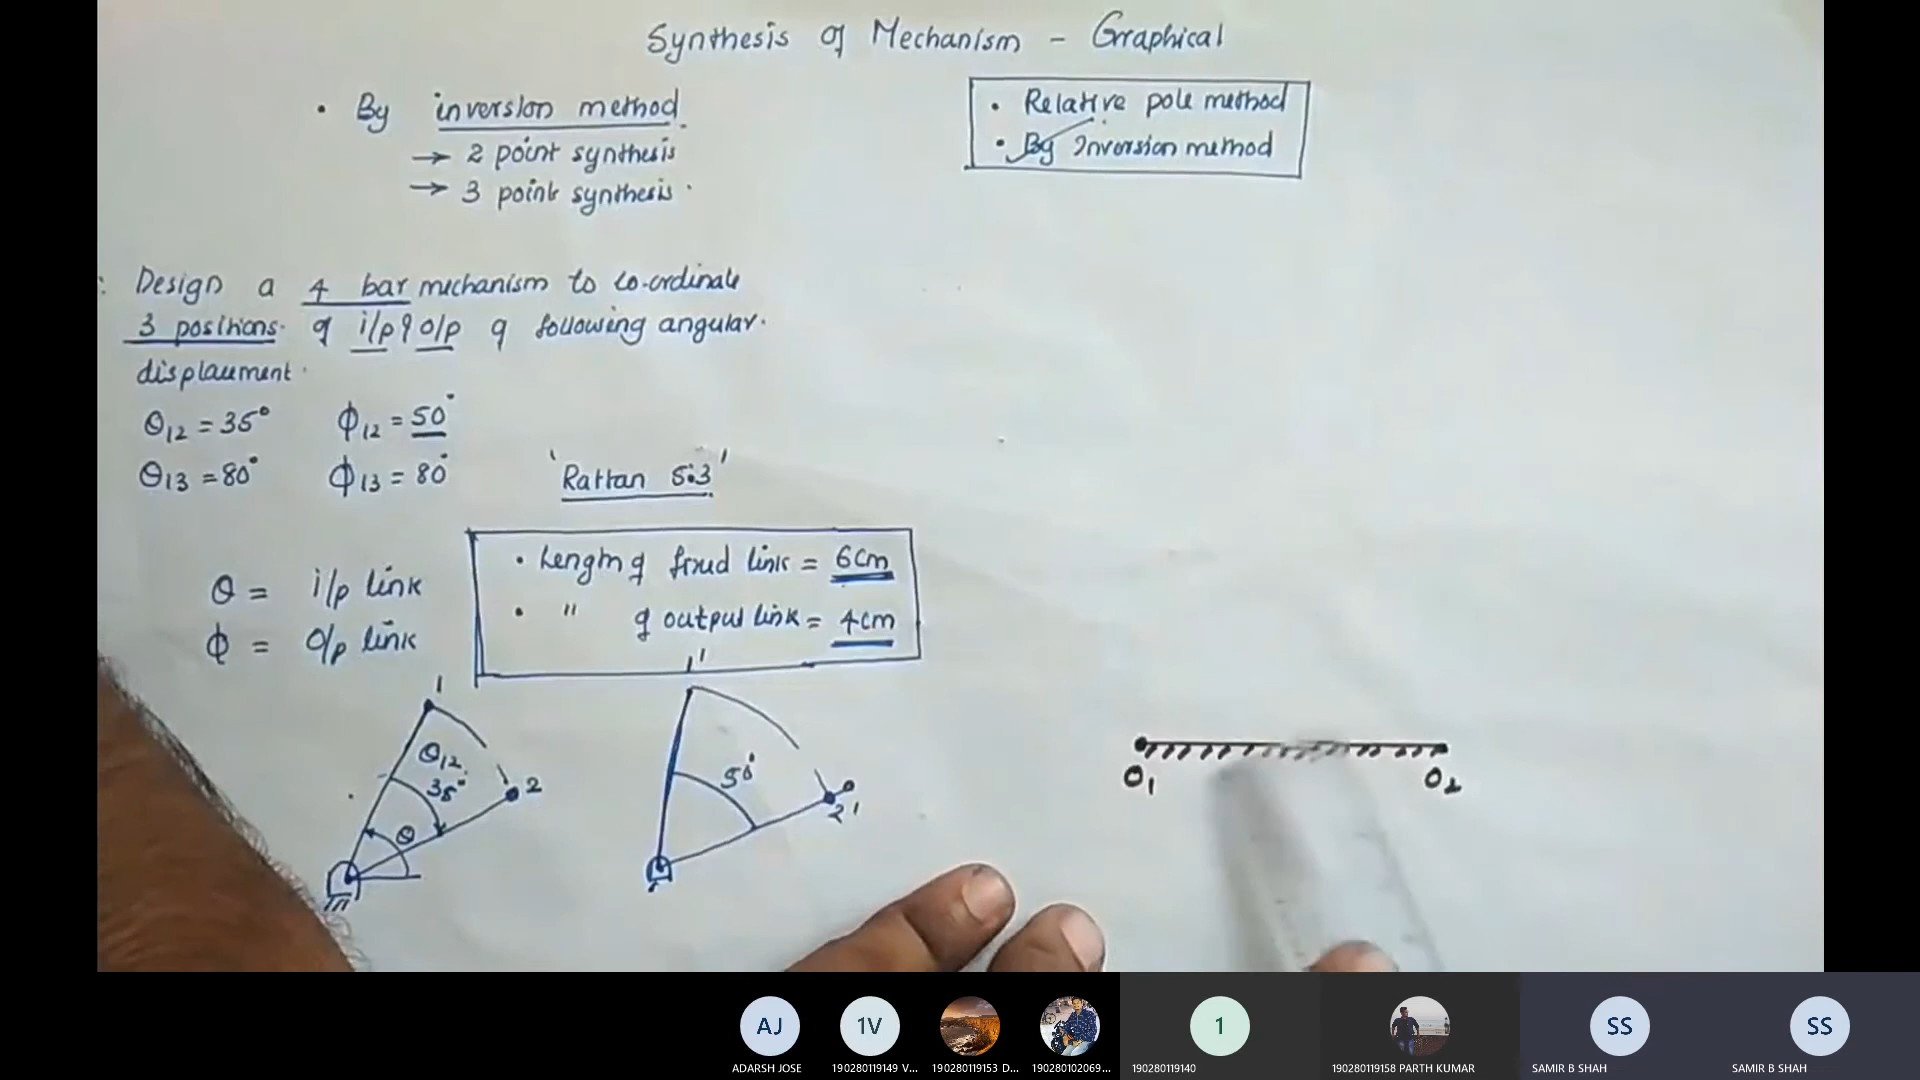 Synthesis of Mechanism - Graphical
• By inversion method
→ 2 point synthesis
→ 3 point synthesis.
• Relative pole method
• By Inversion method
: Design a 4 bar mechanism to co-ordinate
3 positions of i/p & o/p of following angular
displacement.
θ12 = 35° ϕ12 = 50°
θ13 = 80° ϕ13 = 80°
'Rattan 5.3'
• Length of fixed link = 6cm
• " of output link = 4cm
θ = i/p link
ϕ = o/p link
1
θ12
35°
2
θ
1'
50°
2'
O1
O2
AJ
1V
1
SS
SS
ADARSH JOSE
190280119149 V...
190280119153 D...
190280102069...
190280119140
190280119158 PARTH KUMAR
SAMIR B SHAH
SAMIR B SHAH